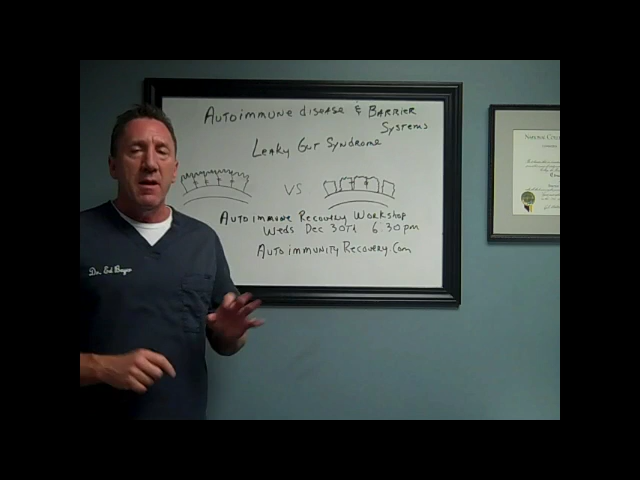 Autoimmune disease & Barrier
Systems
Leaky Gut Syndrome
VS
Autoimmune Recovery Workshop
Weds Dec 30th 6:30pm
AutoimmunityRecovery.com
Dr. Ed
National